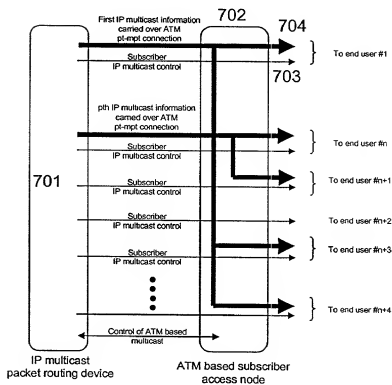 702
704
First IP multicast information
carried over ATM
pt-mpt connection
To end user #1
Subscriber
IP multicast control
703
pth IP multicast information
carried over ATM
pt-mpt connection
To end user #n
Subscriber
IP multicast control
701
To end user #n+1
Subscriber
IP multicast control
To end user #n+2
Subscriber
IP multicast control
To end user #n+3
Subscriber
IP multicast control
To end user #n+4
Control of ATM based
multicast
IP multicast
packet routing device
ATM based subscriber
access node